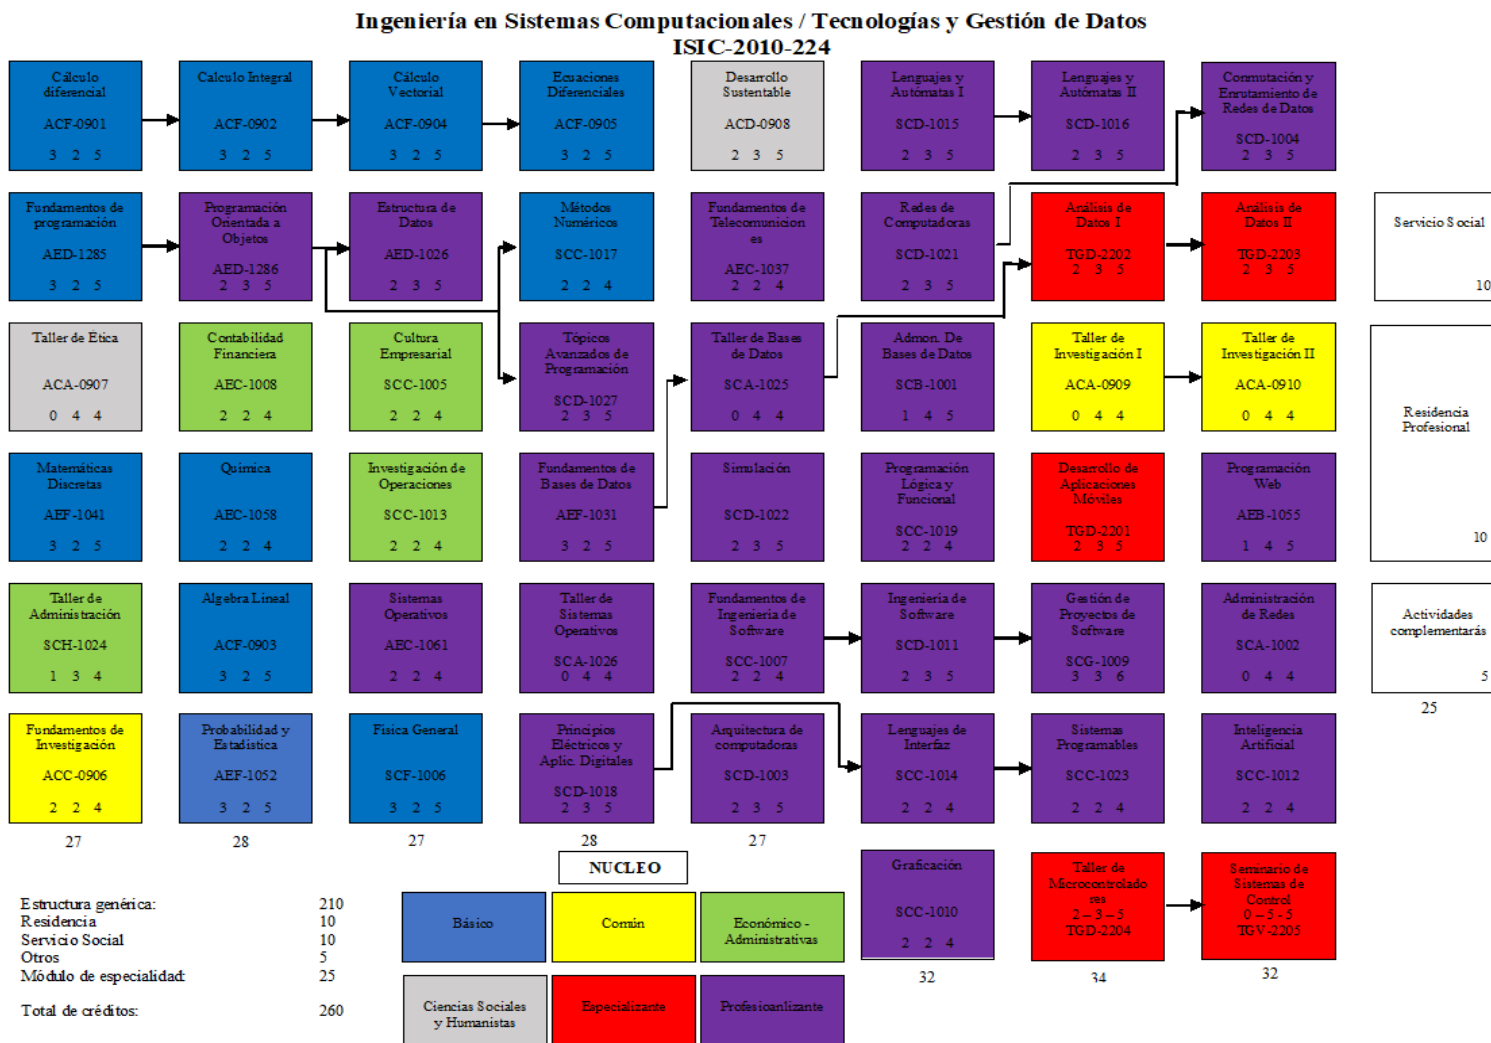 Ingeniería en Sistemas Computacionales / Tecnologías y Gestión de Datos
ISIC-2010-224
Cálculo
diferencial
ACF-0901
3 2 5
Calculo Integral
ACF-0902
3 2 5
Cálculo
Vectorial
ACF-0904
3 2 5
Ecuaciones
Diferenciales
ACF-0905
3 2 5
Desarrollo
Sustentable
ACD-0908
2 3 5
Lenguajes y
Autómatas I
SCD-1015
2 3 5
Lenguajes y
Autómatas II
SCD-1016
2 3 5
Conmutación y
Enrutamiento de
Redes de Datos
SCD-1004
2 3 5
Fundamentos de
programación
AED-1285
3 2 5
Programación
Orientada a
Objetos
AED-1286
2 3 5
Estructura de
Datos
AED-1026
2 3 5
Métodos
Numéricos
SCC-1017
2 2 4
Fundamentos de
Telecomunicacion
es
AEC-1037
2 2 4
Redes de
Computadoras
SCD-1021
2 3 5
Análisis de
Datos I
TGD-2202
2 3 5
Análisis de
Datos II
TGD-2203
2 3 5
Servicio Social
10
Taller de Ética
ACA-0907
0 4 4
Contabilidad
Financiera
AEC-1008
2 2 4
Cultura
Empresarial
SCC-1005
2 2 4
Tópicos
Avanzados de
Programación
SCD-1027
2 3 5
Taller de Bases
de Datos
SCA-1025
0 4 4
Admon. De
Bases de Datos
SCB-1001
1 4 5
Taller de
Investigación I
ACA-0909
0 4 4
Taller de
Investigación II
ACA-0910
0 4 4
Residencia
Profesional
10
Matemáticas
Discretas
AEF-1041
3 2 5
Química
AEC-1058
2 2 4
Investigación de
Operaciones
SCC-1013
2 2 4
Fundamentos de
Bases de Datos
AEF-1031
3 2 5
Simulación
SCD-1022
2 3 5
Programación
Lógica y
Funcional
SCC-1019
2 2 4
Desarrollo de
Aplicaciones
Móviles
TGD-2201
2 3 5
Programación
Web
AEB-1055
1 4 5
Taller de
Administración
SCH-1024
1 3 4
Algebra Lineal
ACF-0903
3 2 5
Sistemas
Operativos
AEC-1061
2 2 4
Taller de
Sistemas
Operativos
SCA-1026
0 4 4
Fundamentos de
Ingeniería de
Software
SCC-1007
2 2 4
Ingeniería de
Software
SCD-1011
2 3 5
Gestión de
Proyectos de
Software
SCG-1009
3 3 6
Administración
de Redes
SCA-1002
0 4 4
Actividades
complementarás
5
25
Fundamentos de
Investigación
ACC-0906
2 2 4
Probabilidad y
Estadística
AEF-1052
3 2 5
Física General
SCF-1006
3 2 5
Principios
Eléctricos y
Aplic. Digitales
SCD-1018
2 3 5
Arquitectura de
computadoras
SCD-1003
2 3 5
Lenguajes de
Interfaz
SCC-1014
2 2 4
Sistemas
Programables
SCC-1023
2 2 4
Inteligencia
Artificial
SCC-1012
2 2 4
27
28
27
28
27
Graficación
SCC-1010
2 2 4
Taller de
Microcontrolado
res
2 – 3 – 5
TGD-2204
Seminario de
Sistemas de
Control
0 – 5 - 5
TGV-2205
32
34
32
NUCLEO
Básico
Común
Económico -
Administrativas
Ciencias Sociales
y Humanistas
Especializante
Profesioanlizante
Estructura genérica: 210
Residencia 10
Servicio Social 10
Otros 5
Módulo de especialidad: 25
Total de créditos: 260